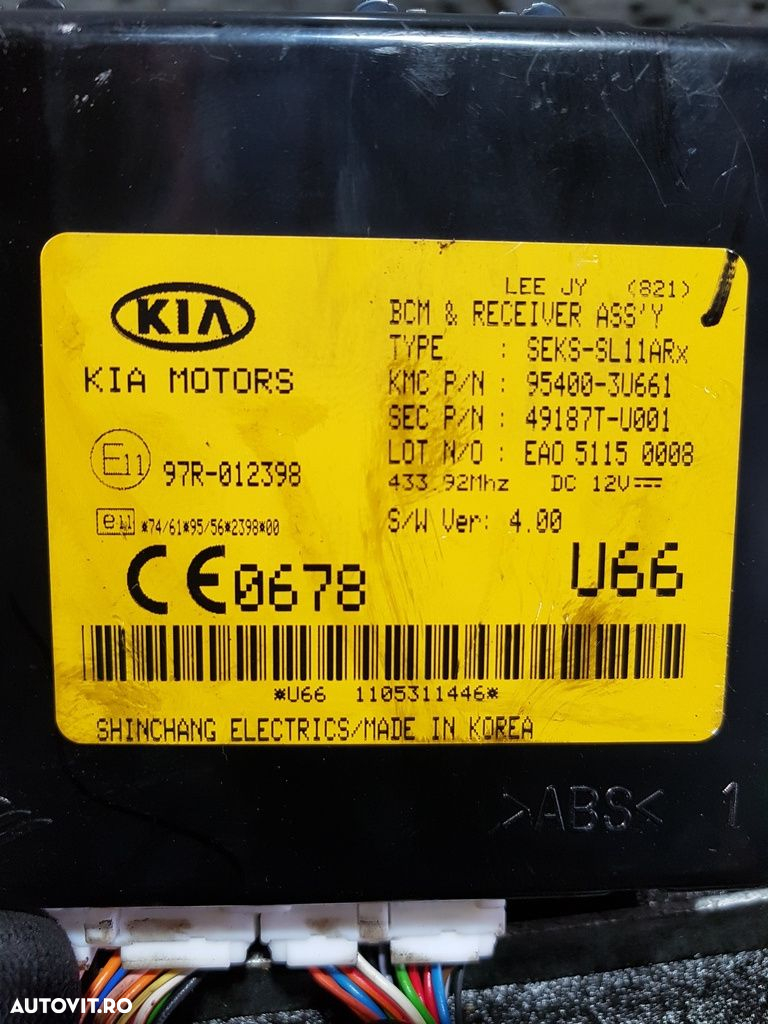 LEE JY (821)
KIA
BCM & RECEIVER ASS'Y
TYPE : SEKS-SL11ARx
KIA MOTORS
KMC P/N : 95400-3U661
SEC P/N : 49187T-U001
LOT N/O : EAO 5115 0008
E11 97R-012398
433.92Mhz DC 12V
e11 *74/61*95/56*2398*00
S/W Ver: 4.00
CE0678
U66
*U66 1105311446*
SHINCHANG ELECTRICS/MADE IN KOREA
>ABS< 1
AUTOVIT.RO